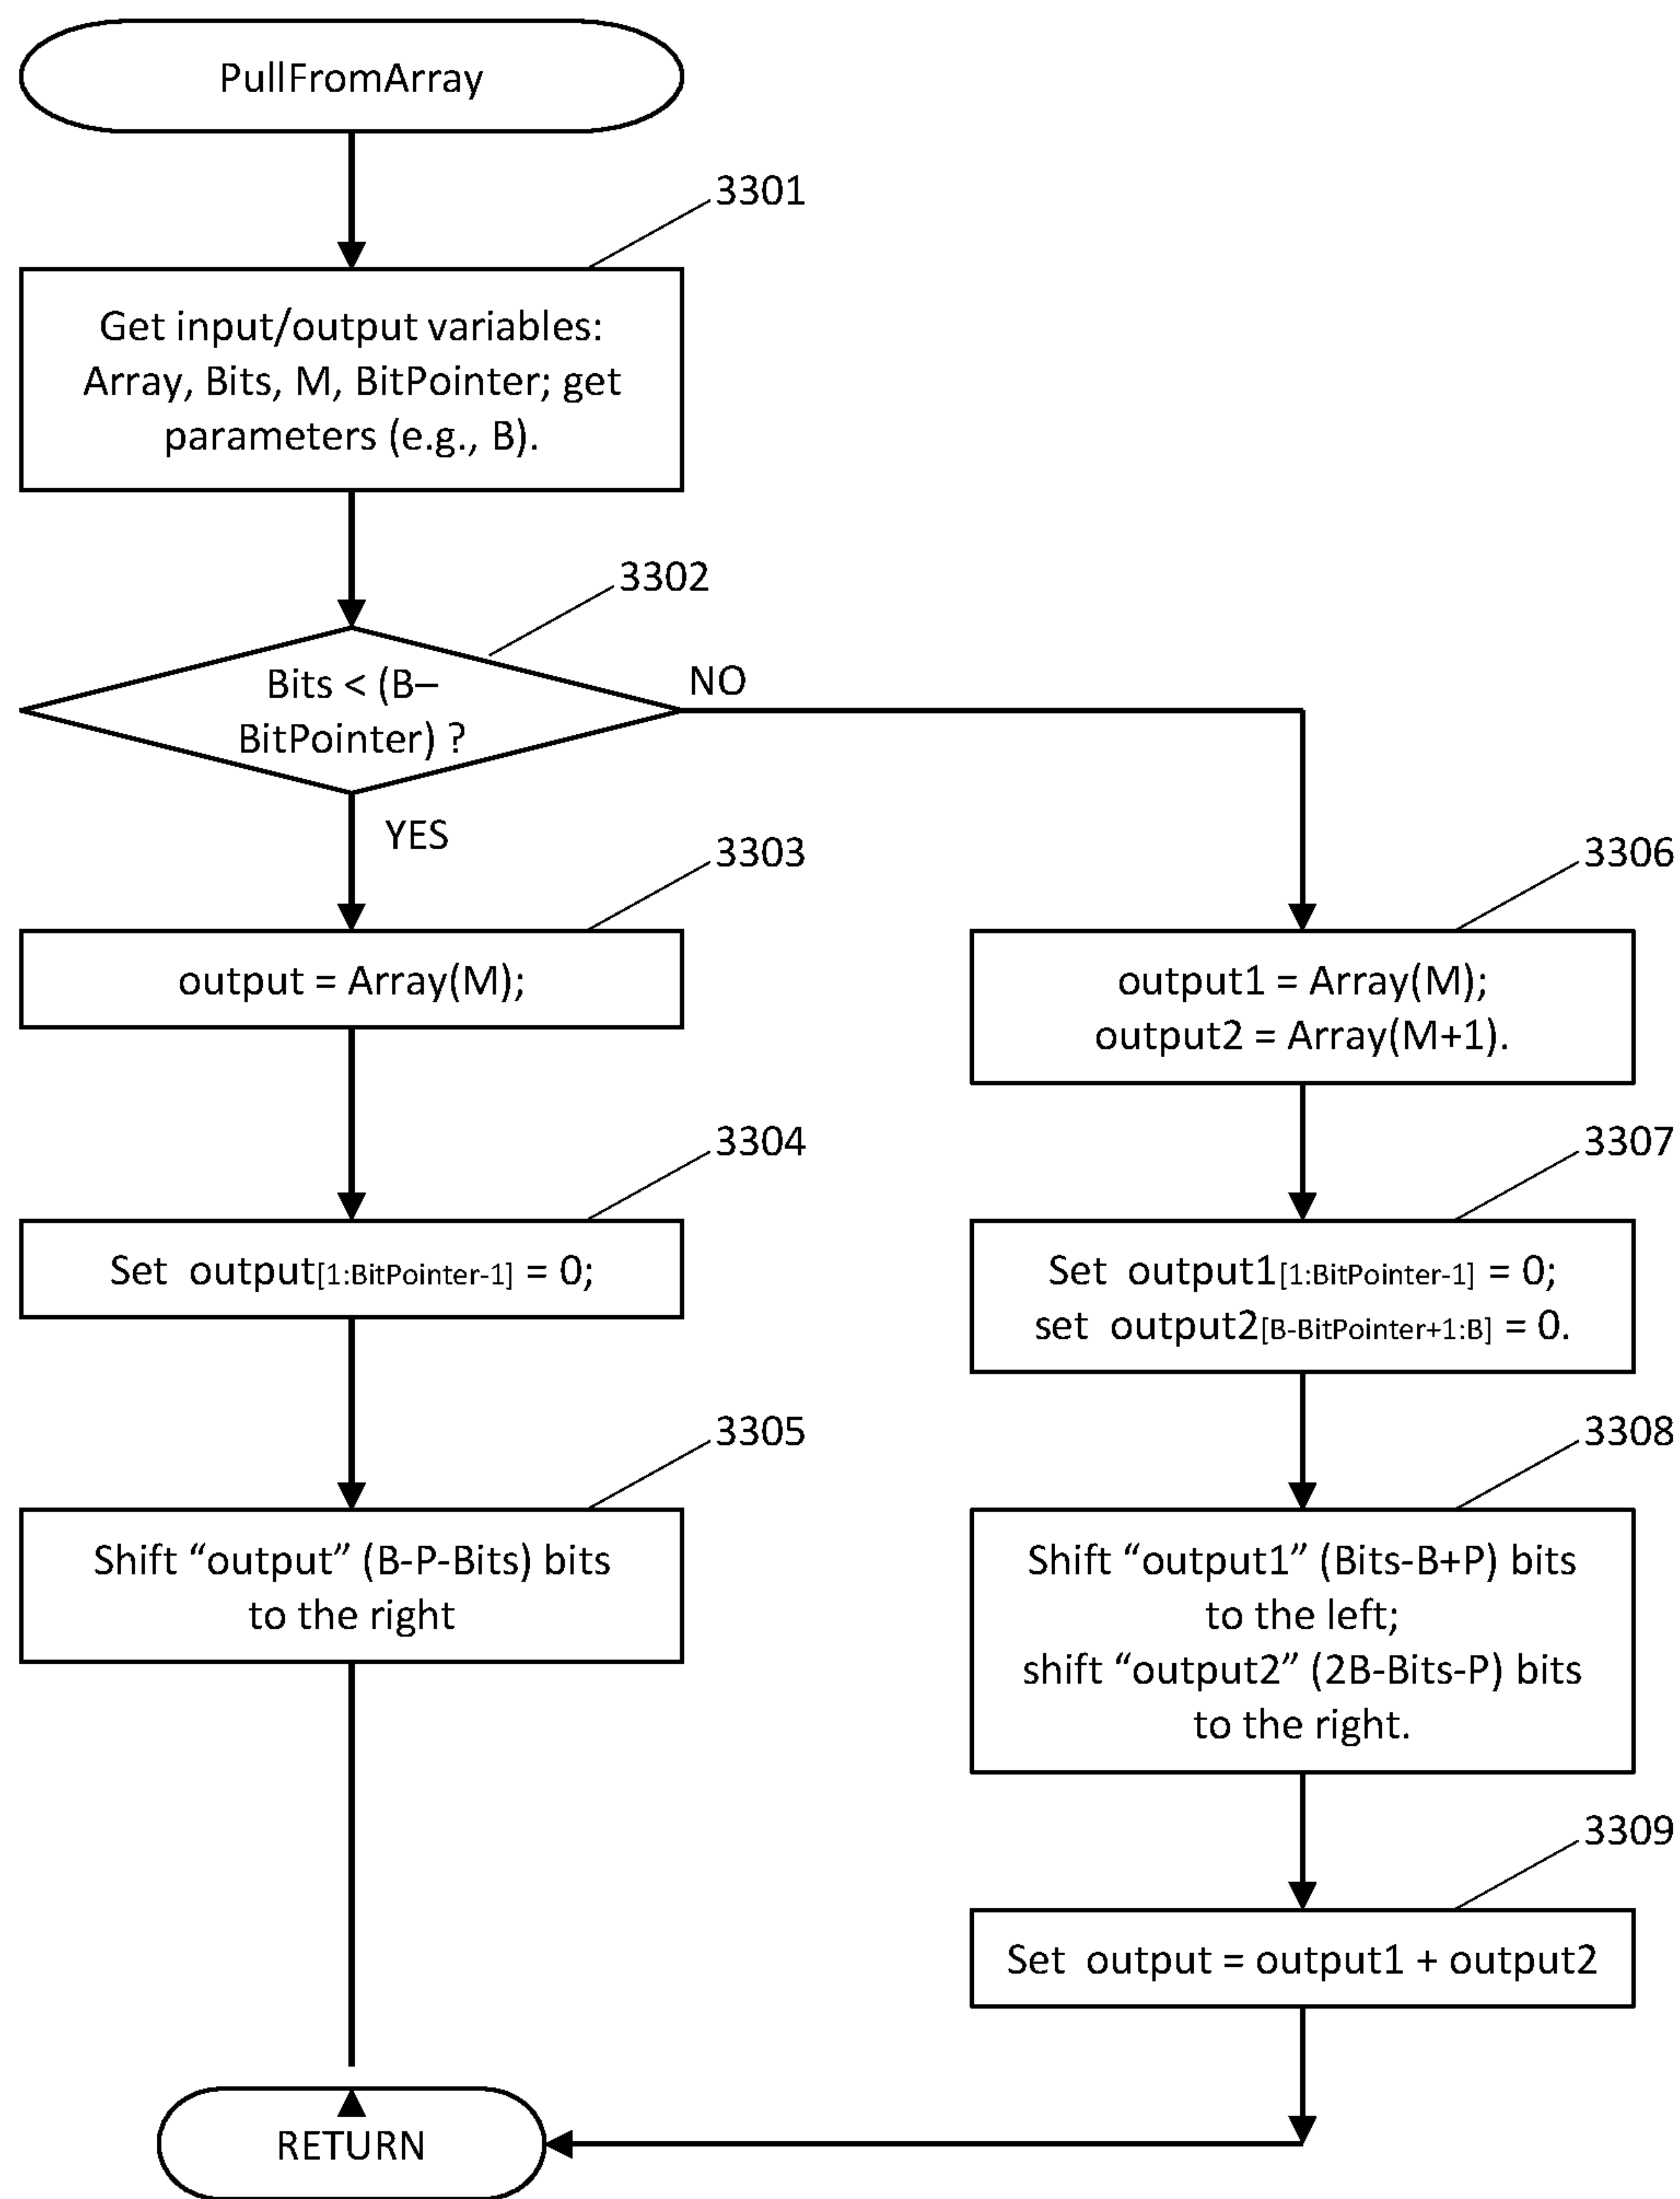 PullFromArray
3301
Get input/output variables:
Array, Bits, M, BitPointer; get
parameters (e.g., B).
3302
Bits < (B–
BitPointer) ?
NO
YES
3303
output = Array(M);
3304
Set output[1:BitPointer-1] = 0;
3305
Shift “output” (B-P-Bits) bits
to the right
3306
output1 = Array(M);
output2 = Array(M+1).
3307
Set output1[1:BitPointer-1] = 0;
set output2[B-BitPointer+1:B] = 0.
3308
Shift “output1” (Bits-B+P) bits
to the left;
shift “output2” (2B-Bits-P) bits
to the right.
3309
Set output = output1 + output2
RETURN